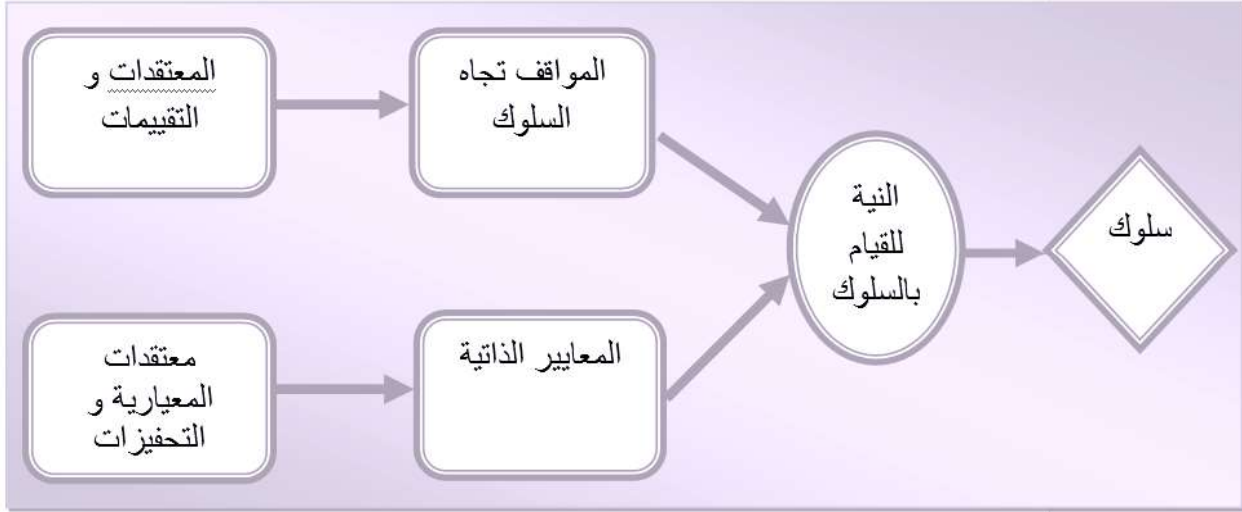 المعتقدات و
التقييمات
المواقف تجاه
السلوك
النية
للقيام
بالسلوك
سلوك
معتقدات
المعيارية و
التحفيزات
المعايير الذاتية